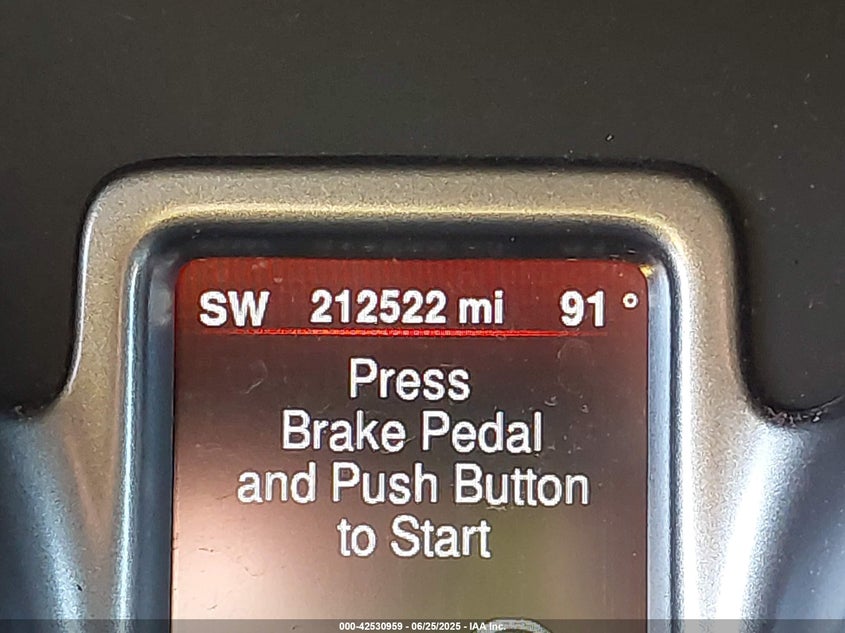 SW 212522 mi 91 °
Press
Brake Pedal
and Push Button
to Start
000-42530959 - 06/25/2025 - IAA Inc.